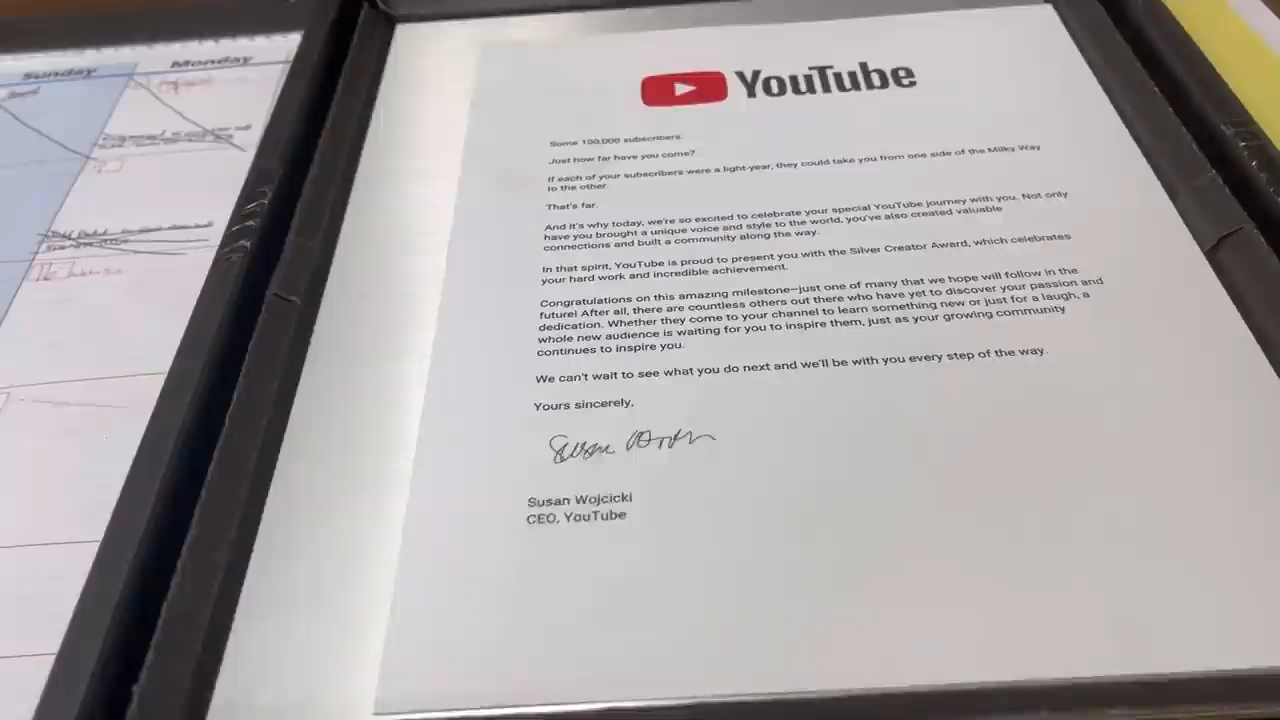 Sunday
Monday
YouTube
Some 100,000 subscribers.
Just how far have you come?
If each of your subscribers were a light-year, they could take you from one side of the Milky Way
to the other.
That's far.
And it's why today, we're so excited to celebrate your special YouTube journey with you. Not only
have you brought a unique voice and style to the world, you've also created valuable
connections and built a community along the way.
In that spirit, YouTube is proud to present you with the Silver Creator Award, which celebrates
your hard work and incredible achievement.
Congratulations on this amazing milestone—just one of many that we hope will follow in the
future! After all, there are countless others out there who have yet to discover your passion and
dedication. Whether they come to your channel to learn something new or just for a laugh, a
whole new audience is waiting for you to inspire them, just as your growing community
continues to inspire you.
We can't wait to see what you do next and we'll be with you every step of the way.
Yours sincerely,
Susan Wojcicki
CEO, YouTube